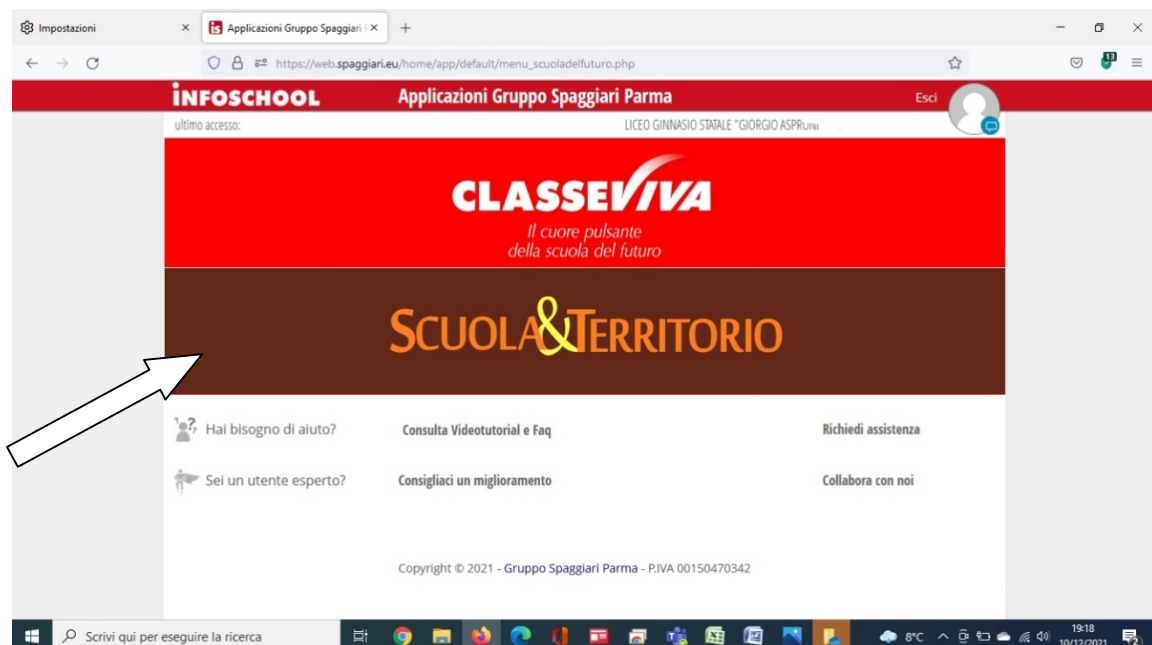 Impostazioni
Applicazioni Gruppo Spaggiari P
https://web.spaggiari.eu/home/app/default/menu_scuoladelfuturo.php
13
INFOSCHOOL
Applicazioni Gruppo Spaggiari Parma
Esci
ultimo accesso:
LICEO GINNASIO STATALE "GIORGIO
CLASSEVIVA
Il cuore pulsante
della scuola del futuro
SCUOLA&TERRITORIO
Hai bisogno di aiuto?
Consulta Videotutorial e Faq
Richiedi assistenza
Sei un utente esperto?
Consigliaci un miglioramento
Collabora con noi
Copyright © 2021 - Gruppo Spaggiari Parma - P.IVA 00150470342
Scrivi qui per eseguire la ricerca
8°C
19:18
10/12/2021
2